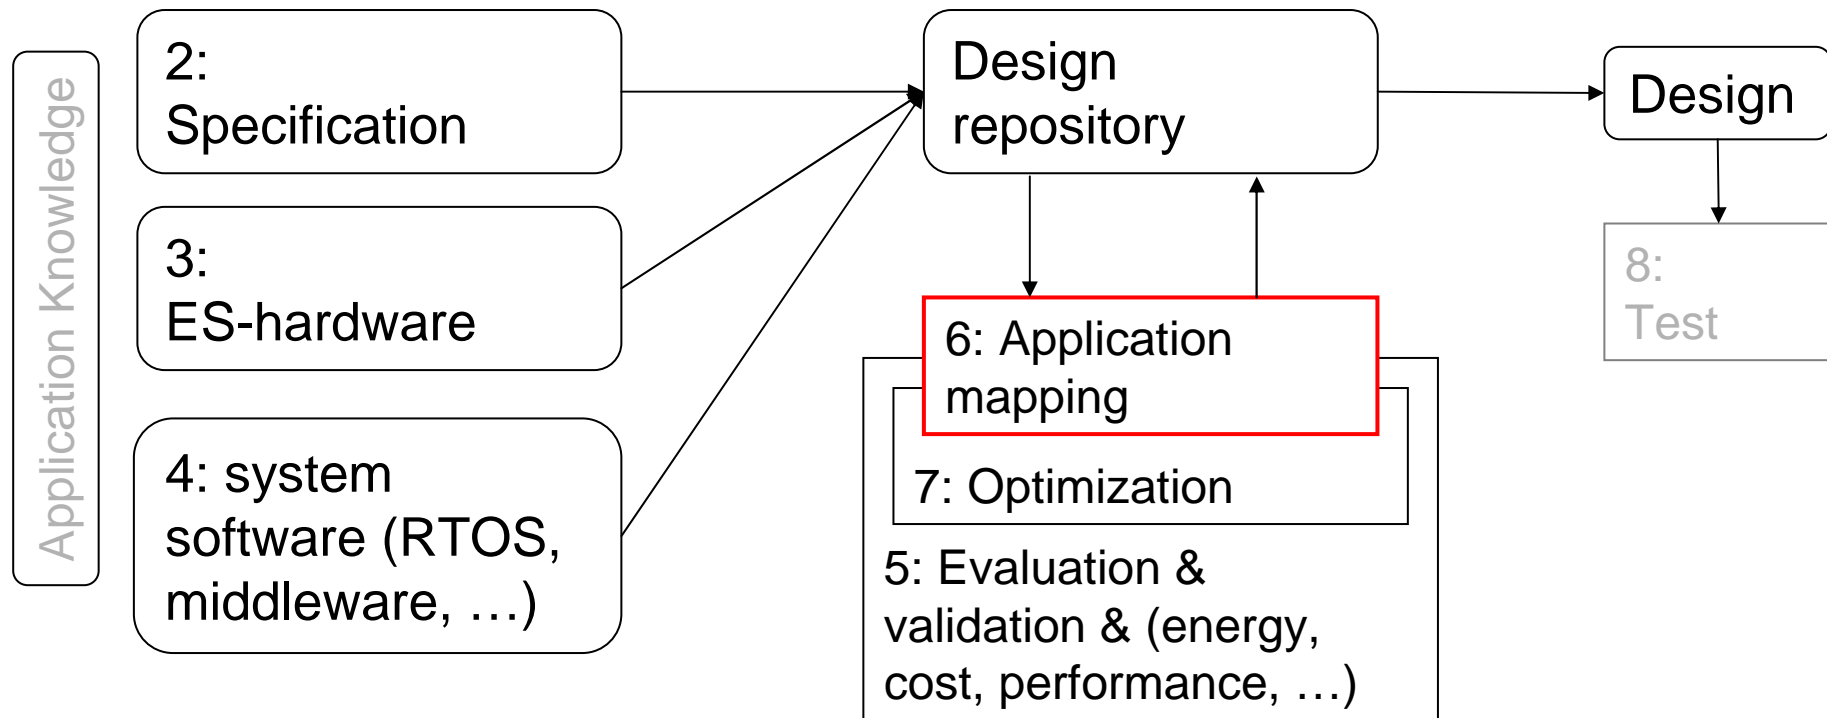 Application Knowledge
2:
Specification
3:
ES-hardware
4: system
software (RTOS,
middleware, …)
Design
repository
6: Application
mapping
7: Optimization
5: Evaluation &
validation & (energy,
cost, performance, …)
Design
8:
Test